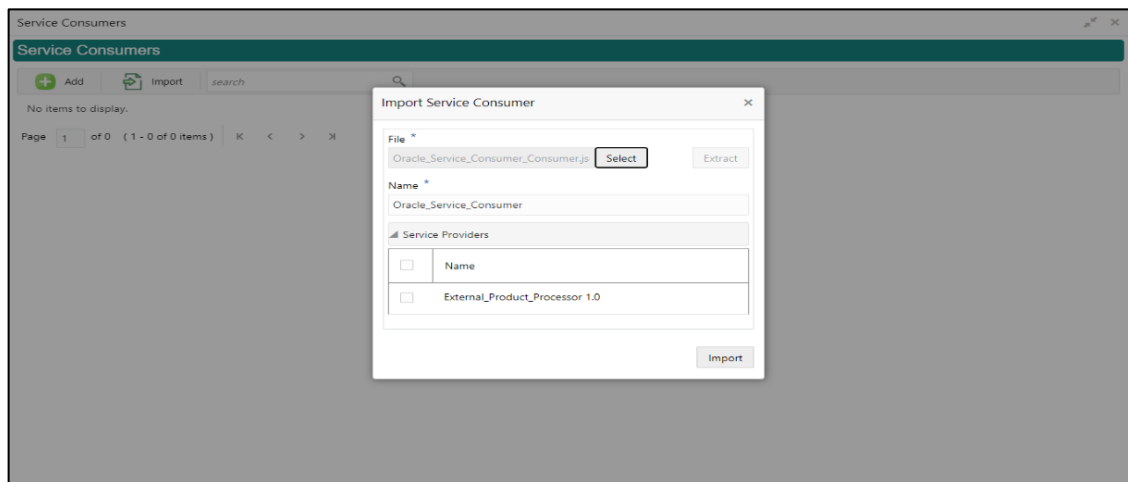 Service Consumers
Service Consumers
Add Import search
No items to display.
Page 1 of 0 ( 1 - 0 of 0 items )
Import Service Consumer
File *
Oracle_Service_Consumer_Consumer.js Select Extract
Name *
Oracle_Service_Consumer
Service Providers
Name
External_Product_Processor 1.0
Import